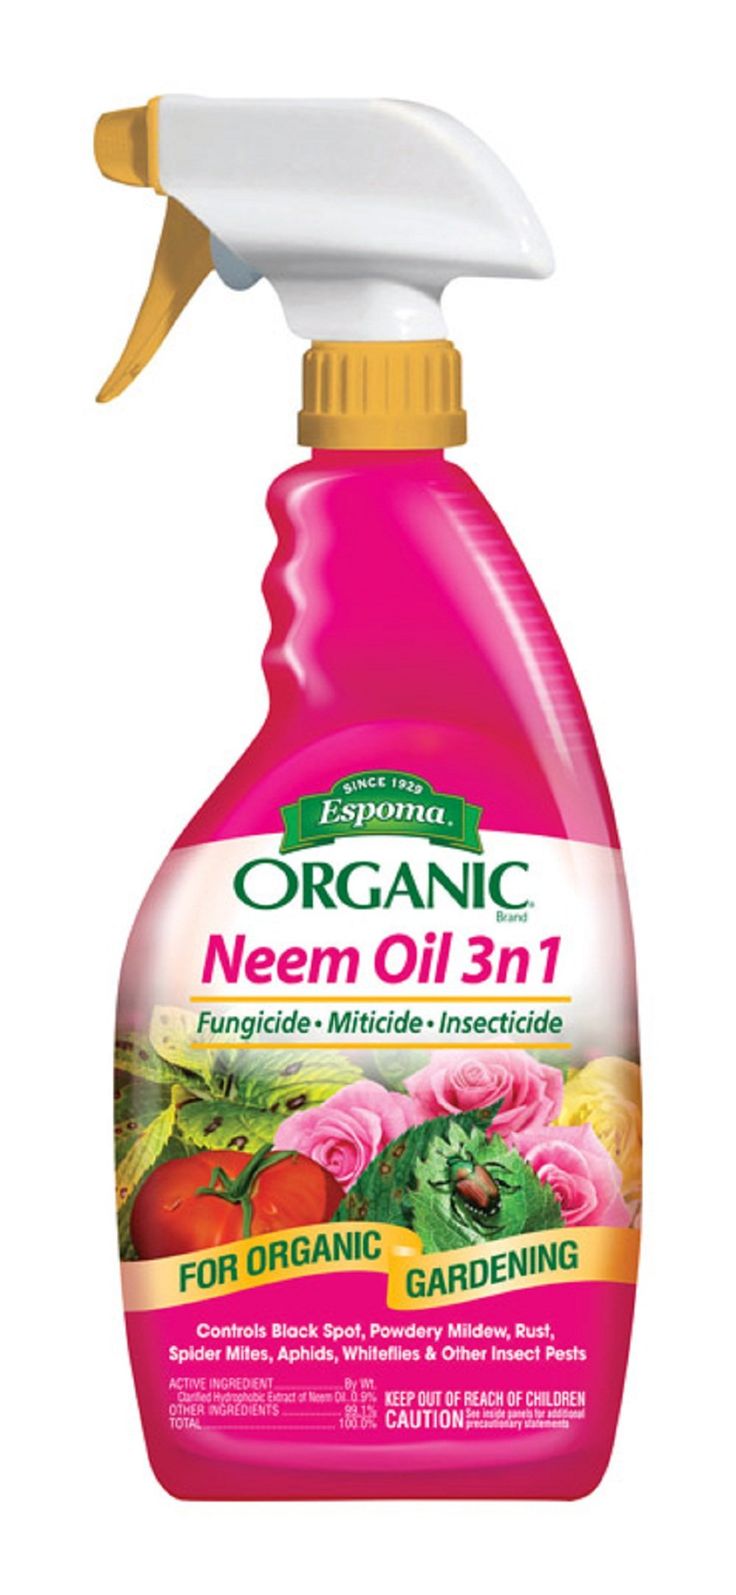 SINCE 1929
Espoma®
ORGANIC®
Brand
Neem Oil 3n1
Fungicide • Miticide • Insecticide
FOR ORGANIC
GARDENING
Controls Black Spot, Powdery Mildew, Rust,
Spider Mites, Aphids, Whiteflies & Other Insect Pests
ACTIVE INGREDIENT By Wt.
Clarified Hydrophobic Extract of Neem Oil..0.9%
OTHER INGREDIENTS 99.1%
TOTAL 100.0%
KEEP OUT OF REACH OF CHILDREN
CAUTION See inside panels for additional
precautionary statements